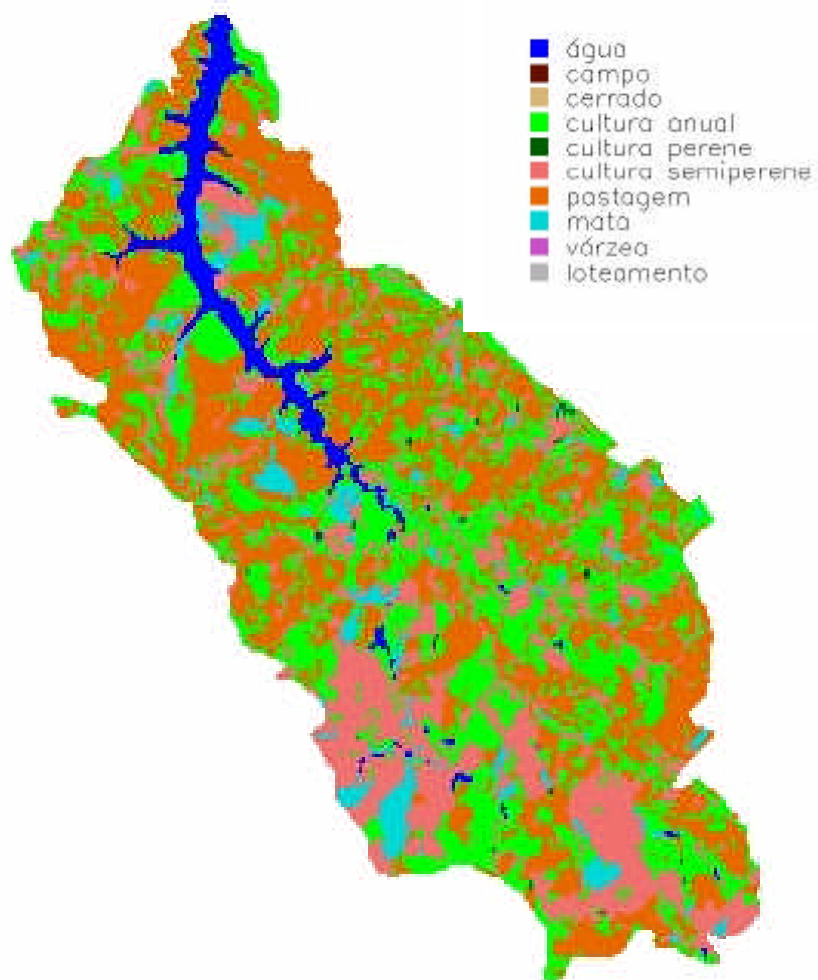 água
campo
cerrado
cultura anual
cultura perene
cultura semiperene
pastagem
mata
várzea
loteamento